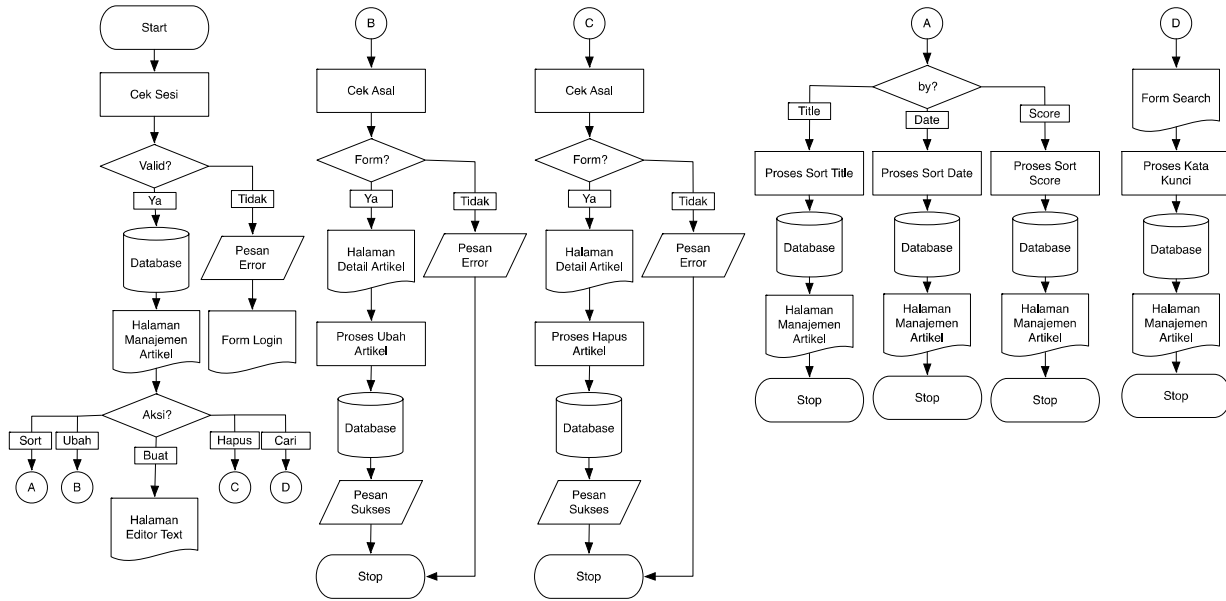 Start
Cek Sesi
Valid?
Ya
Tidak
Database
Pesan
Error
Halaman
Manajemen
Artikel
Form Login
Aksi?
Sort
Ubah
Buat
Hapus
Cari
A
B
C
D
Halaman
Editor Text
B
Cek Asal
Form?
Ya
Tidak
Halaman
Detail Artikel
Pesan
Error
Proses Ubah
Artikel
Database
Pesan
Sukses
Stop
C
Cek Asal
Form?
Ya
Tidak
Halaman
Detail Artikel
Pesan
Error
Proses Hapus
Artikel
Database
Pesan
Sukses
Stop
A
by?
Title
Date
Score
Proses Sort Title
Database
Halaman
Manajemen
Artikel
Stop
Proses Sort Date
Database
Halaman
Manajemen
Artikel
Stop
Proses Sort
Score
Database
Halaman
Manajemen
Artikel
Stop
D
Form Search
Proses Kata
Kunci
Database
Halaman
Manajemen
Artikel
Stop